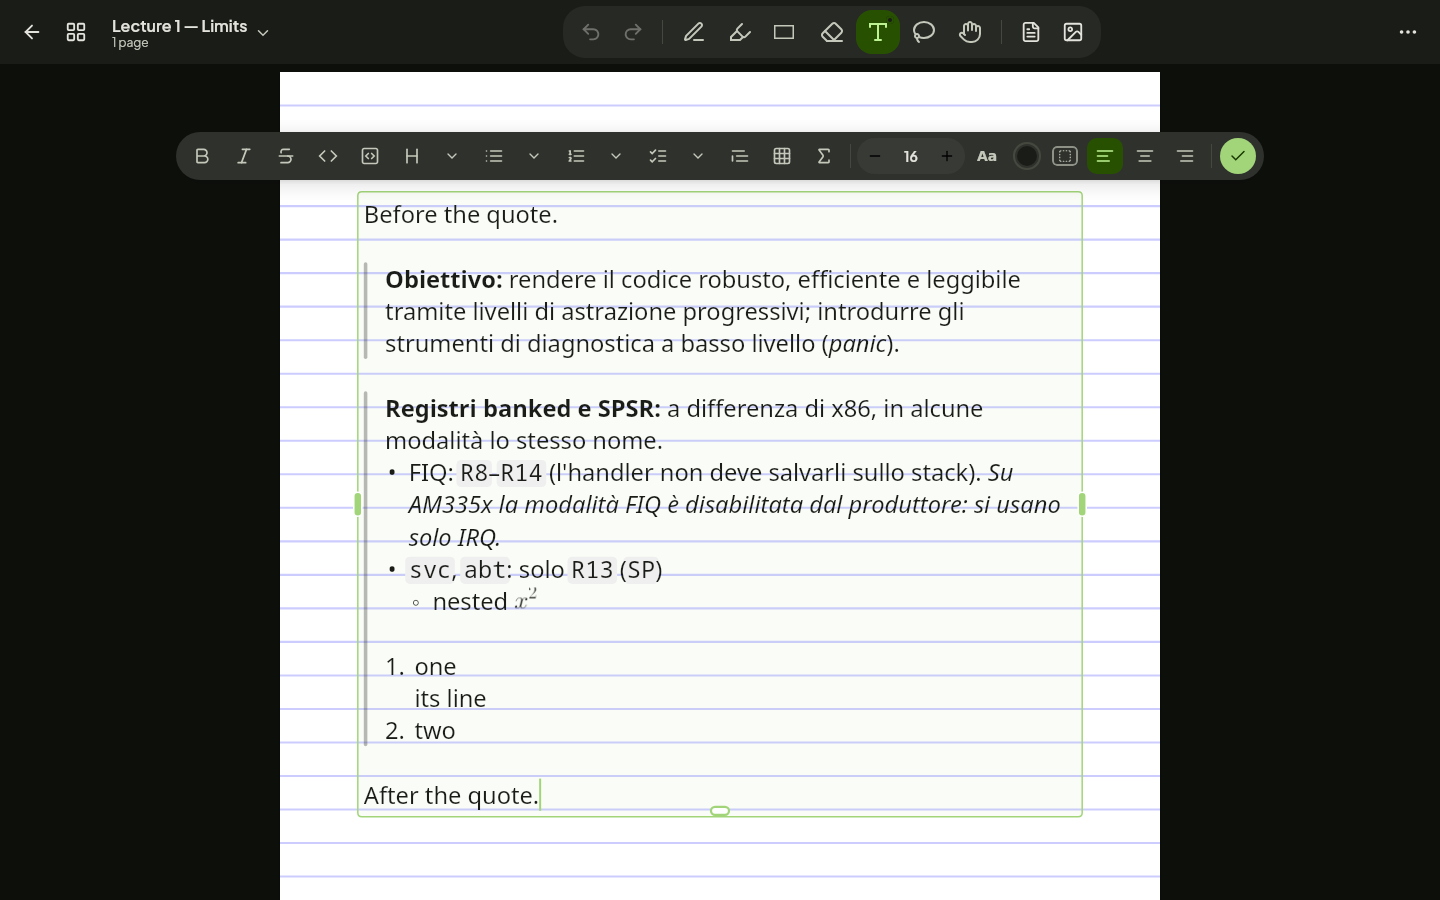 Lecture 1 — Limits
1 page
16
Aa
Before the quote.
Obiettivo: rendere il codice robusto, efficiente e leggibile
tramite livelli di astrazione progressivi; introdurre gli
strumenti di diagnostica a basso livello (panic).
Registri banked e SPSR: a differenza di x86, in alcune
modalità lo stesso nome.
• FIQ: R8–R14 (l'handler non deve salvarli sullo stack). Su
AM335x la modalità FIQ è disabilitata dal produttore: si usano
solo IRQ.
• svc, abt: solo R13 (SP)
◦ nested x²
1. one
its line
2. two
After the quote.